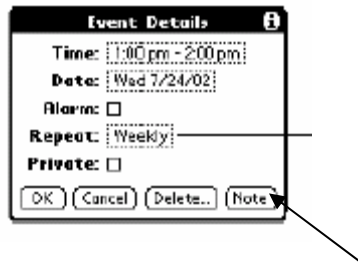 Event Details i
Time: 1:00 pm - 2:00 pm
Date: Wed 7/24/02
Alarm:
Repeat: Weekly
Private:
OK Cancel Delete... Note